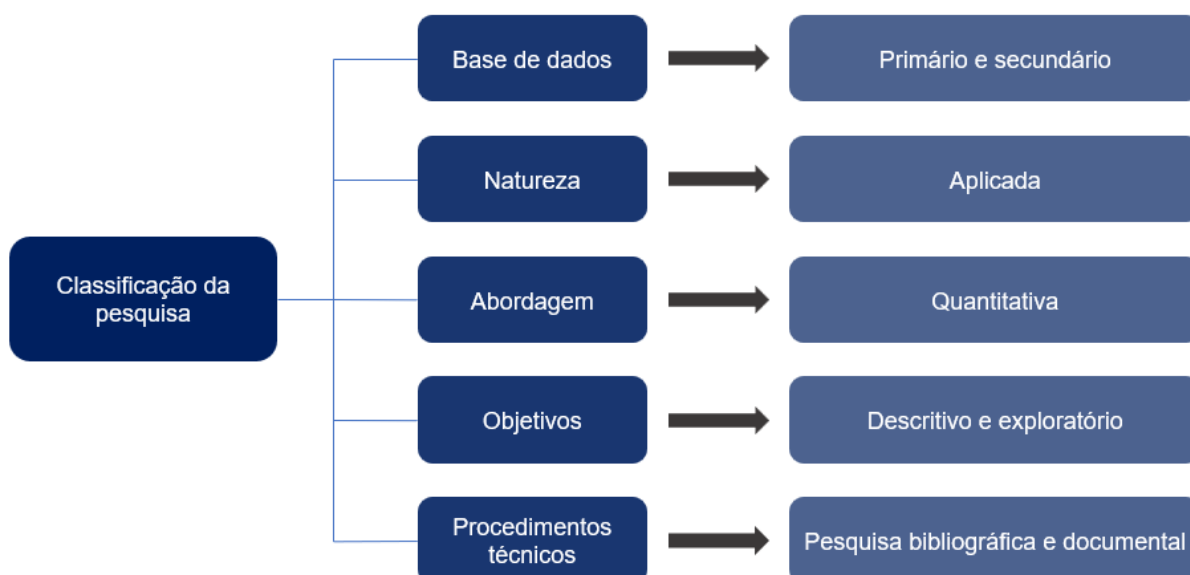 Base de dados
Primário e secundário
Natureza
Aplicada
Classificação da
pesquisa
Abordagem
Quantitativa
Objetivos
Descritivo e exploratório
Procedimentos
técnicos
Pesquisa bibliográfica e documental